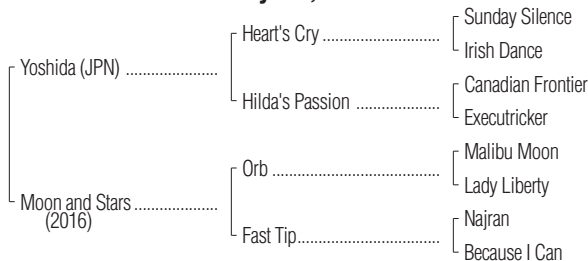 Sunday Silence
Heart's Cry
Irish Dance
Yoshida (JPN)
Canadian Frontier
Hilda's Passion
Executricker
Malibu Moon
Orb
Lady Liberty
Moon and Stars
(2016)
Najran
Fast Tip
Because I Can